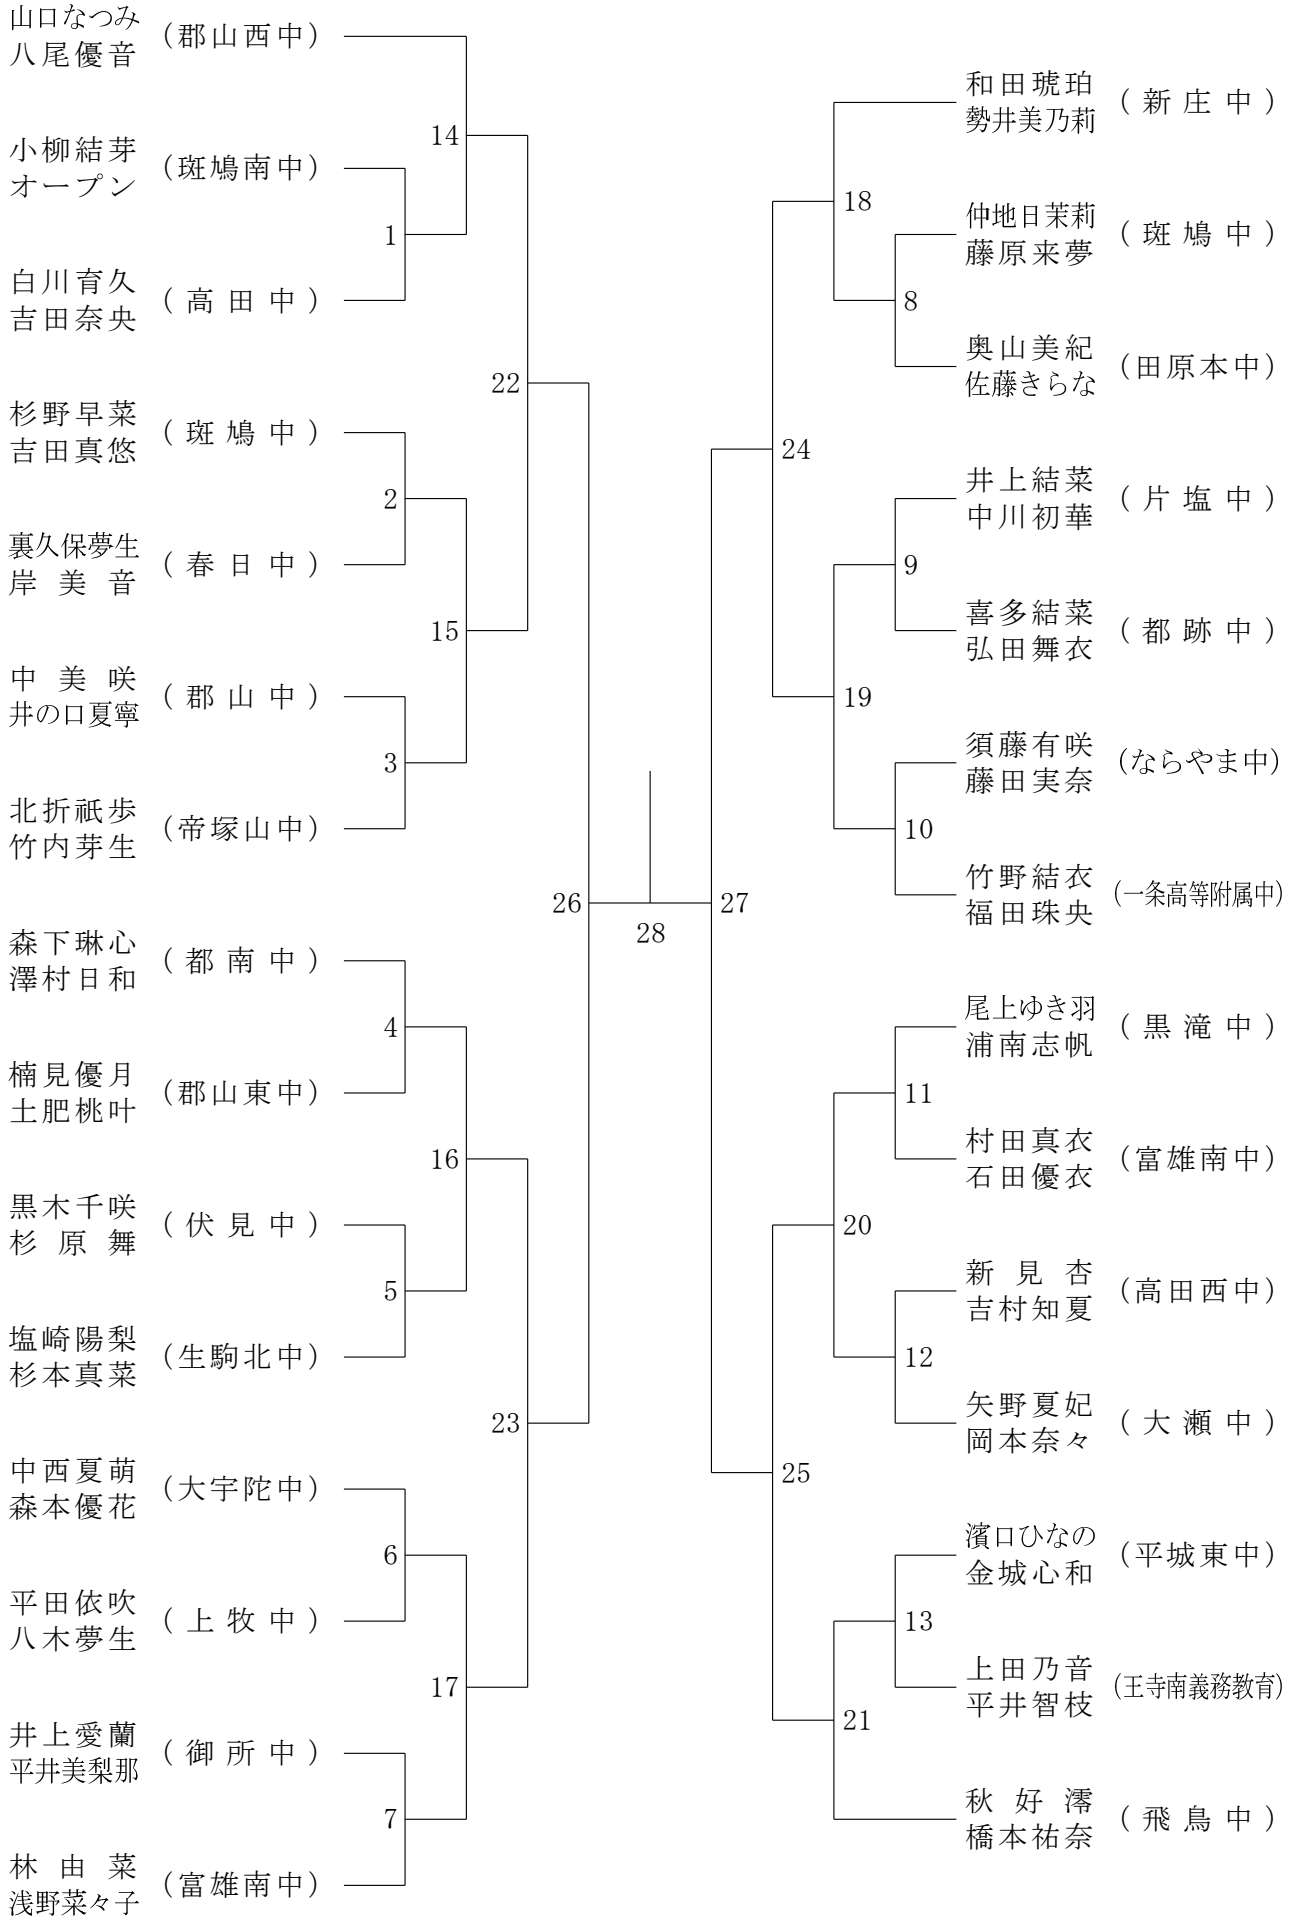 山口なつみ
八尾優音
(郡山西中)
小柳結芽
オープン
(斑鳩南中)
白川育久
吉田奈央
(高田中)
杉野早菜
吉田真悠
(斑鳩中)
裏久保夢生
岸美音
(春日中)
中美咲
井の口夏寧
(郡山中)
北折祇歩
竹内芽生
(帝塚山中)
森下琳心
澤村日和
(都南中)
楠見優月
土肥桃叶
(郡山東中)
黒木千咲
杉原舞
(伏見中)
塩崎陽梨
杉本真菜
(生駒北中)
中西夏萌
森本優花
(大宇陀中)
平田依吹
八木夢生
(上牧中)
井上愛蘭
平井美梨那
(御所中)
林由菜
浅野菜々子
(富雄南中)
1
2
3
4
5
6
7
14
15
16
17
22
23
26
28
27
24
25
18
19
20
21
8
9
10
11
12
13
和田琥珀
勢井美乃莉
(新庄中)
仲地日茉莉
藤原来夢
(斑鳩中)
奥山美紀
佐藤きらな
(田原本中)
井上結菜
中川初華
(片塩中)
喜多結菜
弘田舞衣
(都跡中)
須藤有咲
藤田実奈
(ならやま中)
竹野結衣
福田珠央
(一条高等附属中)
尾上ゆき羽
浦南志帆
(黒滝中)
村田真衣
石田優衣
(富雄南中)
新見杏
吉村知夏
(高田西中)
矢野夏妃
岡本奈々
(大瀬中)
濱口ひなの
金城心和
(平城東中)
上田乃音
平井智枝
(王寺南義務教育)
秋好澪
橋本祐奈
(飛鳥中)